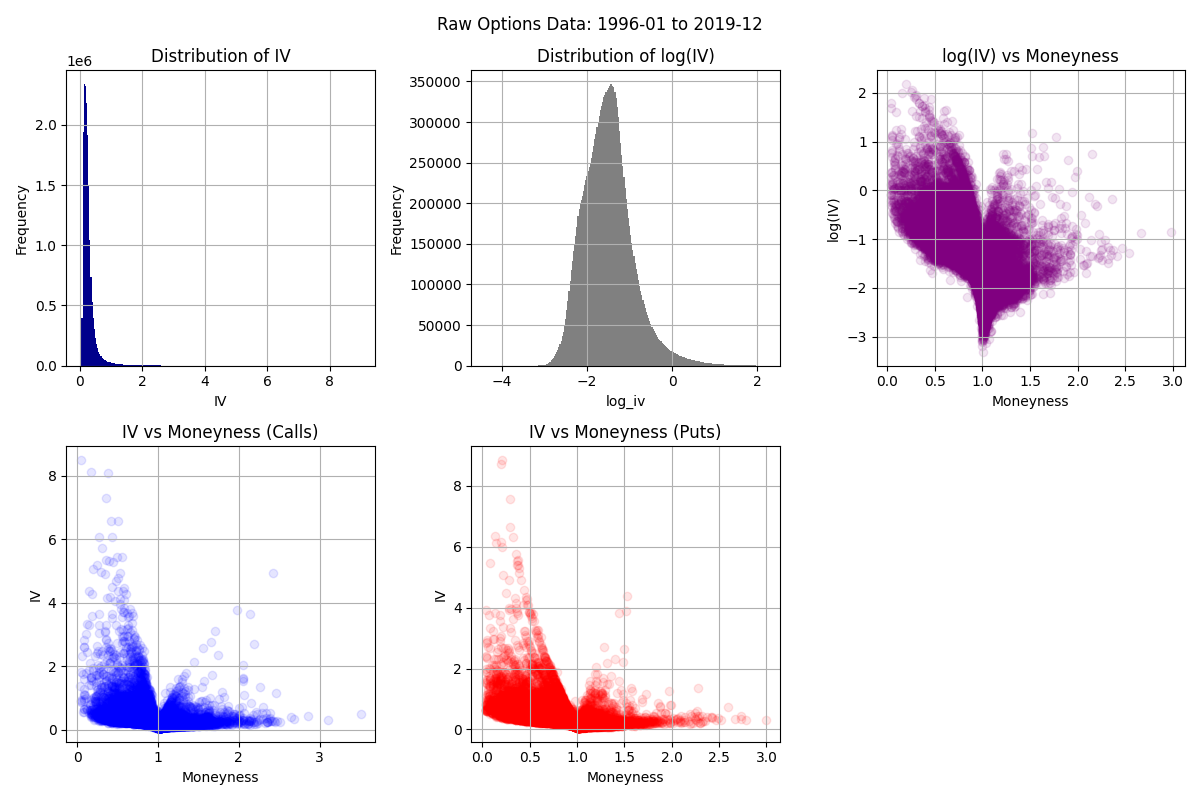 Raw Options Data: 1996-01 to 2019-12
Distribution of IV
1e6
2.0
1.5
1.0
0.5
0.0
0 2 4 6 8
IV
Frequency
Distribution of log(IV)
350000
300000
250000
200000
150000
100000
50000
0
−4 −2 0 2
log_iv
Frequency
log(IV) vs Moneyness
2
1
0
−1
−2
−3
0.0 0.5 1.0 1.5 2.0 2.5 3.0
Moneyness
log(IV)
IV vs Moneyness (Calls)
8
6
4
2
0
0 1 2 3
Moneyness
IV
IV vs Moneyness (Puts)
8
6
4
2
0
0.0 0.5 1.0 1.5 2.0 2.5 3.0
Moneyness
IV